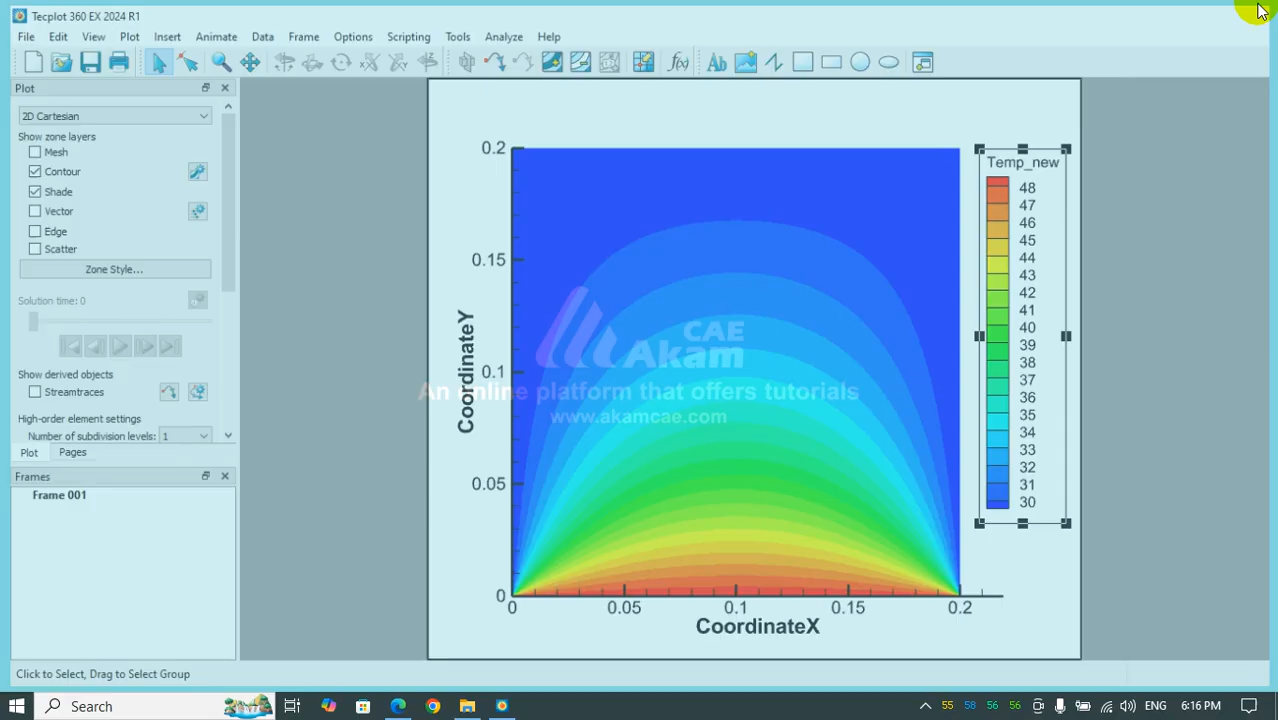 Tecplot 360 EX 2024 R1
File Edit View Plot Insert Animate Data Frame Options Scripting Tools Analyze Help
Plot
2D Cartesian
Show zone layers
Mesh
Contour
Shade
Vector
Edge
Scatter
Zone Style...
Solution time: 0
Show derived objects
Streamtraces
High-order element settings
Number of subdivision levels: 1
Plot Pages
Frames
Frame 001
0.2
0.15
0.1
0.05
0
CoordinateY
0 0.05 0.1 0.15 0.2
CoordinateX
Temp_new
48
47
46
45
44
43
42
41
40
39
38
37
36
35
34
33
32
31
30
CAE
Akam
An online platform that offers tutorials
www.akamcae.com
Click to Select, Drag to Select Group
Search
55 58 56 56 ENG 6:16 PM